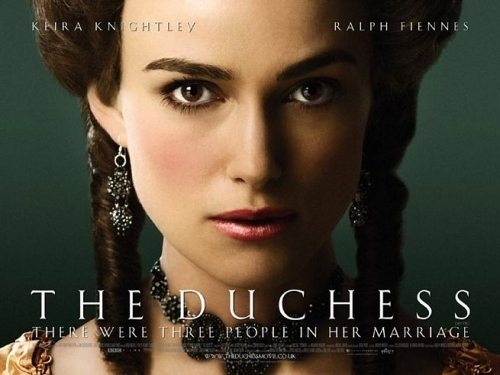 KEIRA KNIGHTLEY RALPH FIENNES
THE DUCHESS
THERE WERE THREE PEOPLE IN HER MARRIAGE
WWW.THEDUCHESSMOVIE.CO.UK